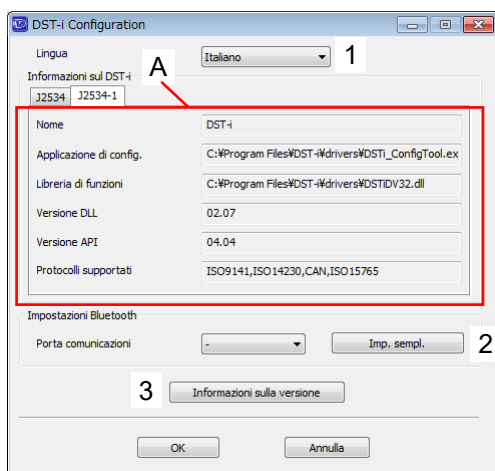 DST-i Configuration
Lingua
Italiano
1
Informazioni sul DST-i
A
J2534
J2534-1
Nome
DST-i
Applicazione di config.
C:¥Program Files¥DST-i¥drivers¥DSTi_ConfigTool.ex
Libreria di funzioni
C:¥Program Files¥DST-i¥drivers¥DSTiDV32.dll
Versione DLL
02.07
Versione API
04.04
Protocolli supportati
ISO9141,ISO14230,CAN,ISO15765
Impostazioni Bluetooth
Porta comunicazioni
-
Imp. sempl.
2
3
Informazioni sulla versione
OK
Annulla